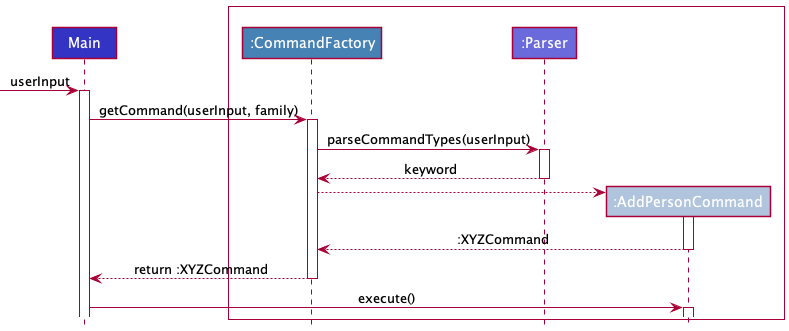 Main
:CommandFactory
:Parser
userInput
getCommand(userInput, family)
parseCommandTypes(userInput)
keyword
:AddPersonCommand
:XYZCommand
return :XYZCommand
execute()